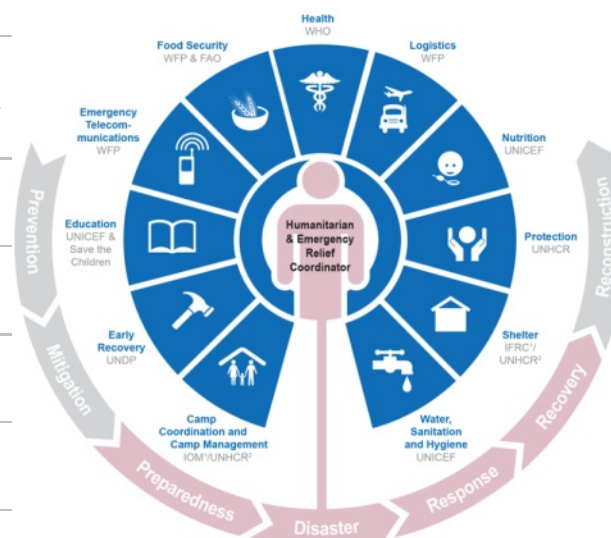 Health
WHO
Logistics
WFP
Nutrition
UNICEF
Protection
UNHCR
Shelter
IFRC¹/
UNHCR²
Water,
Sanitation
and Hygiene
UNICEF
Camp
Coordination and
Camp Management
IOM¹/UNHCR²
Early
Recovery
UNDP
Education
UNICEF &
Save the
Children
Emergency
Telecom-
munications
WFP
Food Security
WFP & FAO
Humanitarian
& Emergency
Relief
Coordinator
Prevention
Mitigation
Preparedness
Disaster
Response
Recovery
Reconstruction